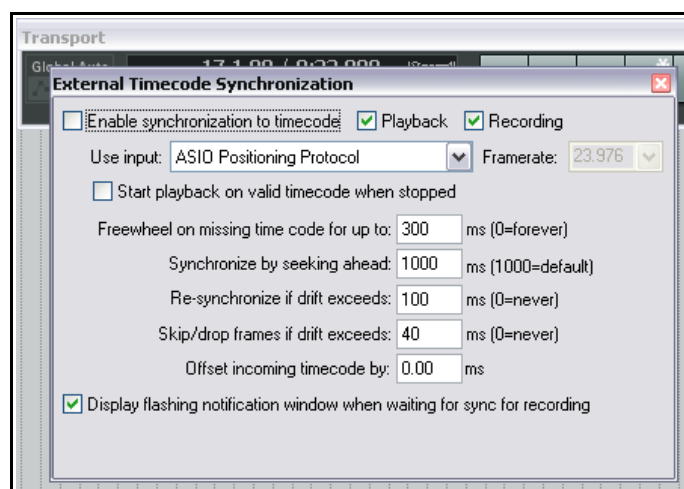 Transport
External Timecode Synchronization
Enable synchronization to timecode Playback Recording
Use input: ASIO Positioning Protocol Framerate: 23.976
Start playback on valid timecode when stopped
Freewheel on missing time code for up to: 300 ms (0=forever)
Synchronize by seeking ahead: 1000 ms (1000=default)
Re-synchronize if drift exceeds: 100 ms (0=never)
Skip/drop frames if drift exceeds: 40 ms (0=never)
Offset incoming timecode by: 0.00 ms
Display flashing notification window when waiting for sync for recording